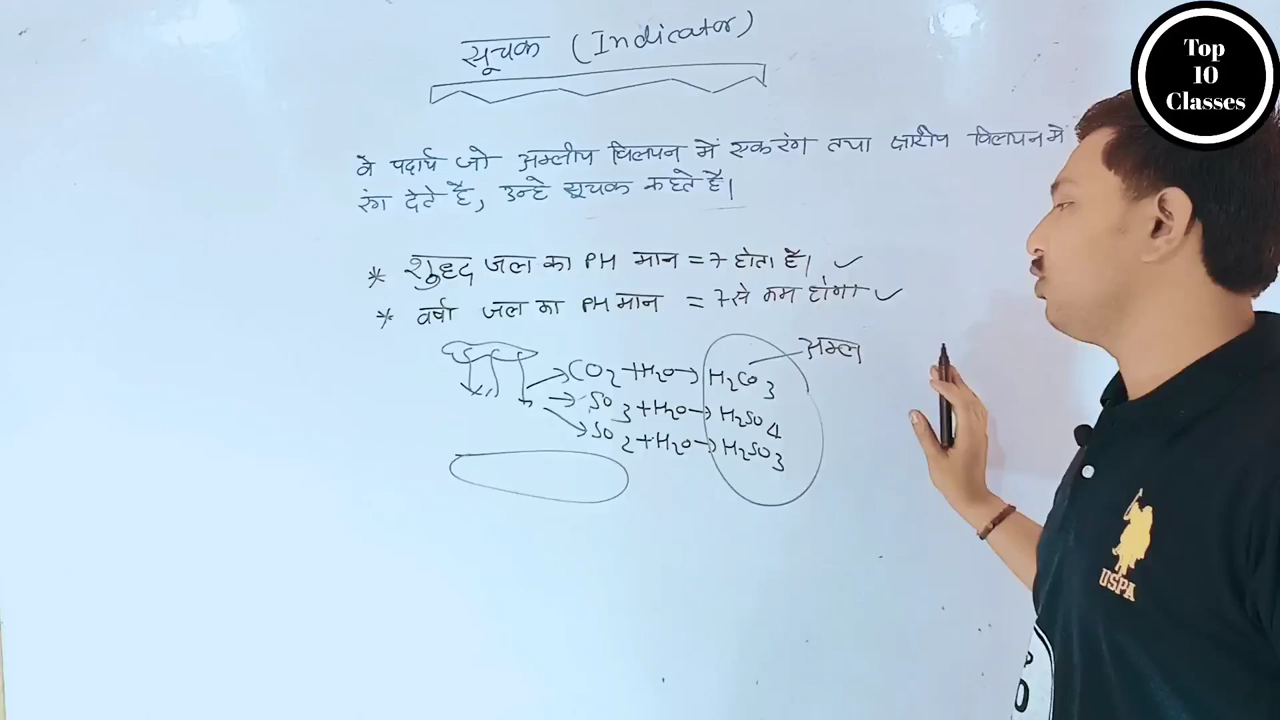 सूचक (Indicator)
वे पदार्थ जो अम्लीय विलयन में एक रंग तथा क्षारीय विलयन मे
रंग देते है, उन्हे सूचक कहते है।
* शुध्द जल का PH मान = 7 होता है। ✓
* वर्षा जल का PH मान = 7 से कम होगा ✓
CO2 + H2O → H2CO3 अम्ल
SO3 + H2O → H2SO4
SO2 + H2O → H2SO3
Top
10
Classes
USPA